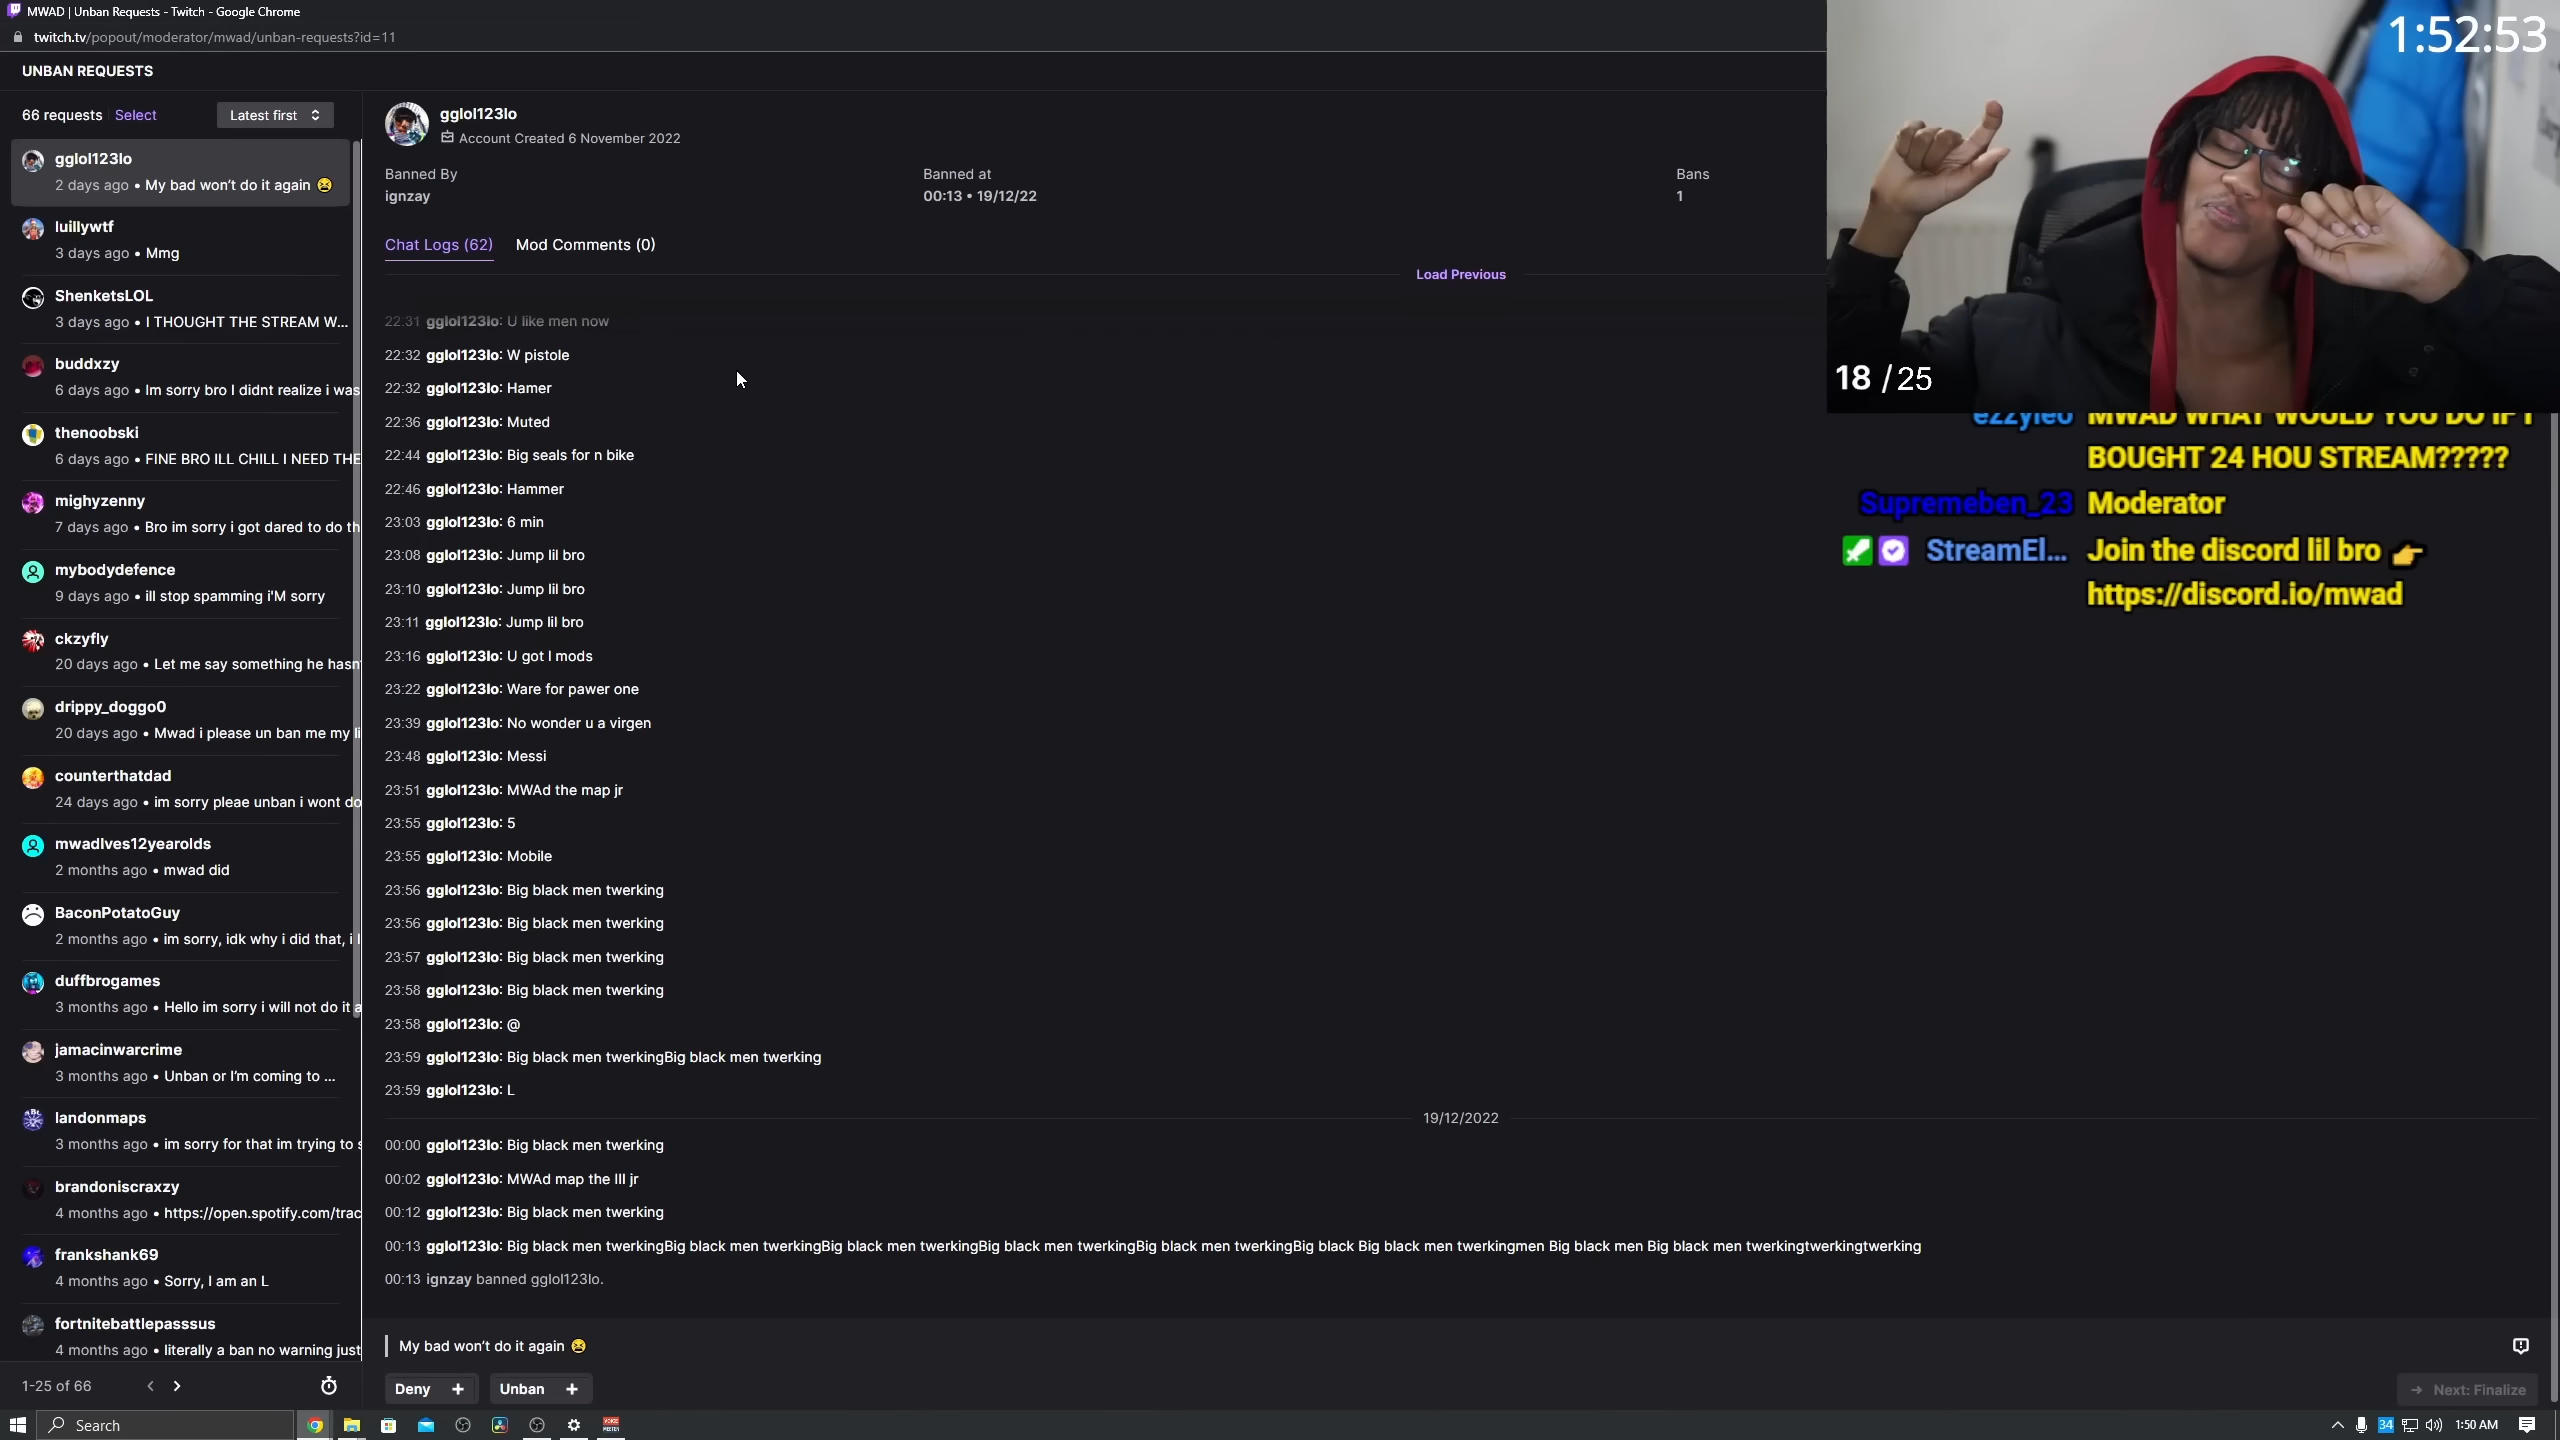 MWAD | Unban Requests - Twitch - Google Chrome
twitch.tv/popout/moderator/mwad/unban-requests?id=11
UNBAN REQUESTS
66 requests Select Latest first
gglol123lo
2 days ago • My bad won't do it again 😫
luillywtf
3 days ago • Mmg
ShenketsLOL
3 days ago • I THOUGHT THE STREAM W...
buddxzy
6 days ago • Im sorry bro I didnt realize i was
thenoobski
6 days ago • FINE BRO ILL CHILL I NEED THE
mighyzenny
7 days ago • Bro im sorry i got dared to do th
mybodydefence
9 days ago • ill stop spamming i'M sorry
ckzyfly
20 days ago • Let me say something he hasn
drippy_doggo0
20 days ago • Mwad i please un ban me my li
counterthatdad
24 days ago • im sorry pleae unban i wont do
mwadlves12yearolds
2 months ago • mwad did
BaconPotatoGuy
2 months ago • im sorry, idk why i did that, i l
duffbrogames
3 months ago • Hello im sorry i will not do it a
jamacinwarcrime
3 months ago • Unban or I'm coming to ...
landonmaps
3 months ago • im sorry for that im trying to s
brandoniscraxzy
4 months ago • https://open.spotify.com/trac
frankshank69
4 months ago • Sorry, I am an L
fortnitebattlepasssus
4 months ago • literally a ban no warning just
1-25 of 66
gglol123lo
Account Created 6 November 2022
Banned By Banned at Bans
ignzay 00:13 • 19/12/22 1
Chat Logs (62) Mod Comments (0)
Load Previous
22:31 gglol123lo: U like men now
22:32 gglol123lo: W pistole
22:32 gglol123lo: Hamer
22:36 gglol123lo: Muted
22:44 gglol123lo: Big seals for n bike
22:46 gglol123lo: Hammer
23:03 gglol123lo: 6 min
23:08 gglol123lo: Jump lil bro
23:10 gglol123lo: Jump lil bro
23:11 gglol123lo: Jump lil bro
23:16 gglol123lo: U got l mods
23:22 gglol123lo: Ware for pawer one
23:39 gglol123lo: No wonder u a virgen
23:48 gglol123lo: Messi
23:51 gglol123lo: MWAd the map jr
23:55 gglol123lo: 5
23:55 gglol123lo: Mobile
23:56 gglol123lo: Big black men twerking
23:56 gglol123lo: Big black men twerking
23:57 gglol123lo: Big black men twerking
23:58 gglol123lo: Big black men twerking
23:58 gglol123lo: @
23:59 gglol123lo: Big black men twerkingBig black men twerking
23:59 gglol123lo: L
19/12/2022
00:00 gglol123lo: Big black men twerking
00:02 gglol123lo: MWAd map the III jr
00:12 gglol123lo: Big black men twerking
00:13 gglol123lo: Big black men twerkingBig black men twerkingBig black men twerkingBig black men twerkingBig black men twerkingBig black Big black men twerkingmen Big black men Big black men twerkingtwerkingtwerking
00:13 ignzay banned gglol123lo.
My bad won't do it again 😫
Deny + Unban +
→ Next: Finalize
1:52:53
18 / 25
ezzyleo MWAD WHAT WOULD YOU DO IF I
BOUGHT 24 HOU STREAM?????
Supremeben_23 Moderator
StreamEl... Join the discord lil bro 👉
https://discord.io/mwad
Search
34
1:50 AM